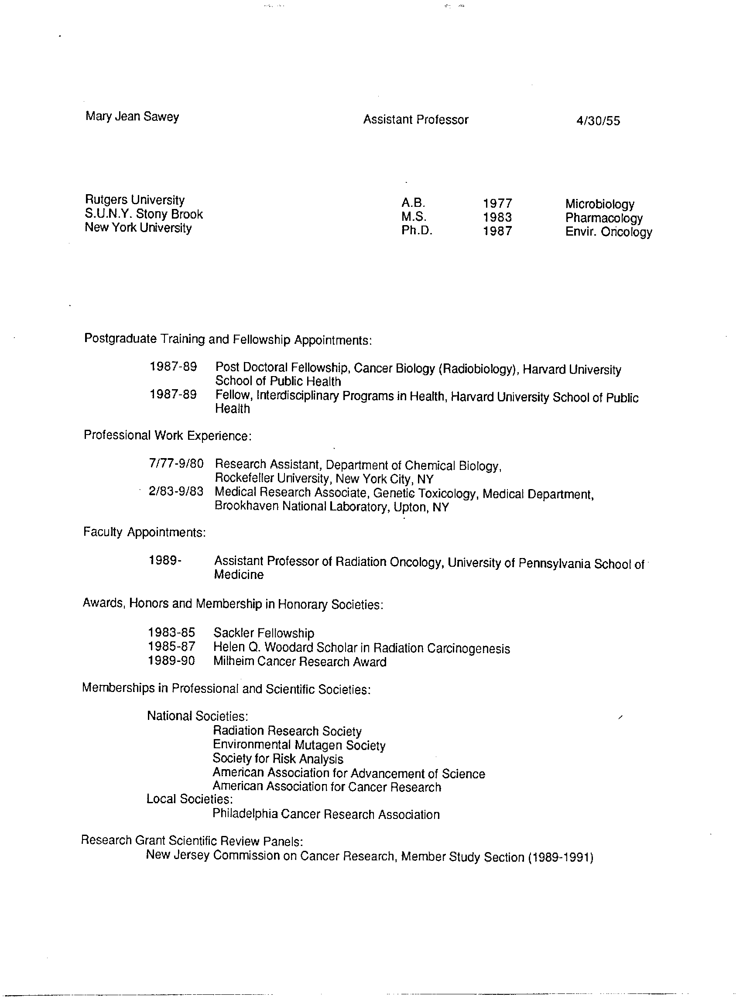 Mary Jean Sawey Assistant Professor 4/30/55
Rutgers University A.B. 1977 Microbiology
S.U.N.Y. Stony Brook M.S. 1983 Pharmacology
New York University Ph.D. 1987 Envir. Oncology
Postgraduate Training and Fellowship Appointments:
1987-89 Post Doctoral Fellowship, Cancer Biology (Radiobiology), Harvard University
School of Public Health
1987-89 Fellow, Interdisciplinary Programs in Health, Harvard University School of Public
Health
Professional Work Experience:
7/77-9/80 Research Assistant, Department of Chemical Biology,
Rockefeller University, New York City, NY
2/83-9/83 Medical Research Associate, Genetic Toxicology, Medical Department,
Brookhaven National Laboratory, Upton, NY
Faculty Appointments:
1989- Assistant Professor of Radiation Oncology, University of Pennsylvania School of
Medicine
Awards, Honors and Membership in Honorary Societies:
1983-85 Sackler Fellowship
1985-87 Helen Q. Woodard Scholar in Radiation Carcinogenesis
1989-90 Milheim Cancer Research Award
Memberships in Professional and Scientific Societies:
National Societies:
Radiation Research Society
Environmental Mutagen Society
Society for Risk Analysis
American Association for Advancement of Science
American Association for Cancer Research
Local Societies:
Philadelphia Cancer Research Association
Research Grant Scientific Review Panels:
New Jersey Commission on Cancer Research, Member Study Section (1989-1991)